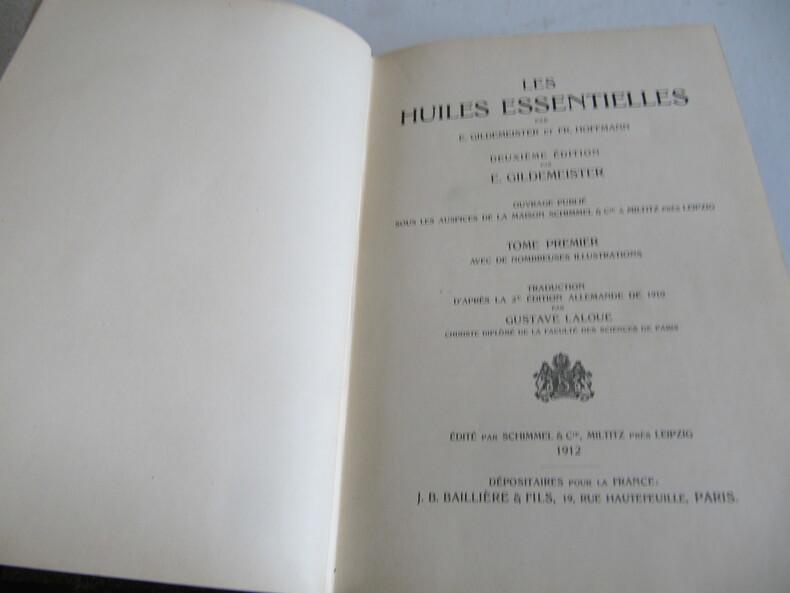 LES
HUILES ESSENTIELLES
PAR
E. GILDEMEISTER ET FR. HOFFMANN
DEUXIÈME ÉDITION
PAR
E. GILDEMEISTER
OUVRAGE PUBLIÉ
SOUS LES AUSPICES DE LA MAISON SCHIMMEL & Cie À MILTITZ PRÈS LEIPZIG
TOME PREMIER
AVEC DE NOMBREUSES ILLUSTRATIONS
TRADUCTION
D'APRÈS LA 2e ÉDITION ALLEMANDE DE 1910
PAR
GUSTAVE LALOUE
CHIMISTE DIPLÔMÉ DE LA FACULTÉ DES SCIENCES DE PARIS
ÉDITÉ PAR SCHIMMEL & Cie, MILTITZ PRÈS LEIPZIG
1912
DÉPOSITAIRES POUR LA FRANCE:
J. B. BAILLIÈRE & FILS, 19, RUE HAUTEFEUILLE, PARIS.